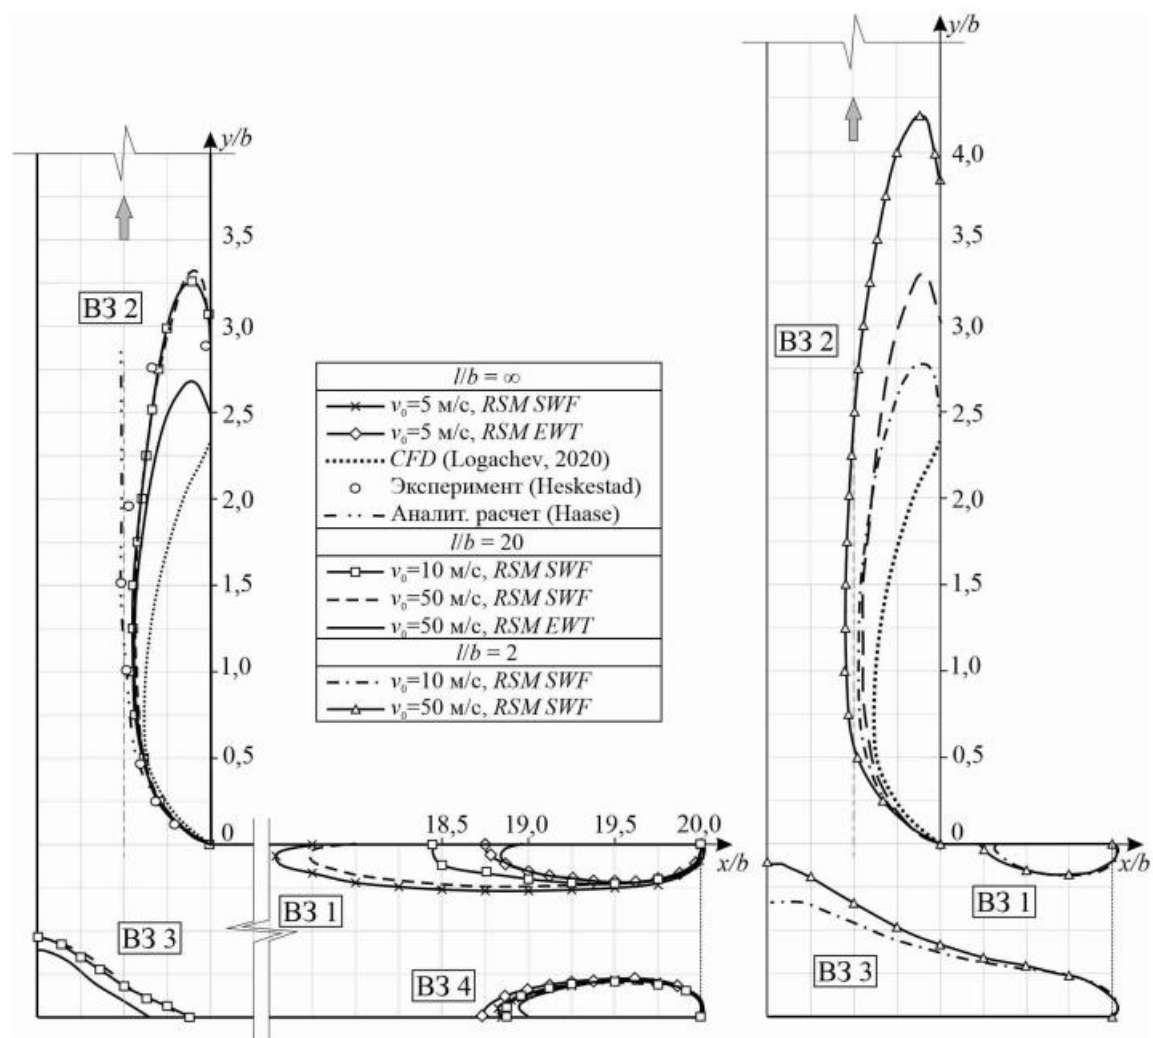 y/b
3,5
ВЗ 2
3,0
2,5
2,0
1,5
1,0
0,5
0
18,5
19,0
19,5
20,0
x/b
ВЗ 1
ВЗ 3
ВЗ 4
l/b = ∞
v₀=5 м/с, RSM SWF
v₀=5 м/с, RSM EWT
CFD (Logachev, 2020)
Эксперимент (Heskestad)
Аналит. расчет (Haase)
l/b = 20
v₀=10 м/с, RSM SWF
v₀=50 м/с, RSM SWF
v₀=50 м/с, RSM EWT
l/b = 2
v₀=10 м/с, RSM SWF
v₀=50 м/с, RSM SWF
y/b
4,0
3,5
ВЗ 2
3,0
2,5
2,0
1,5
1,0
0,5
0
x/b
ВЗ 1
ВЗ 3